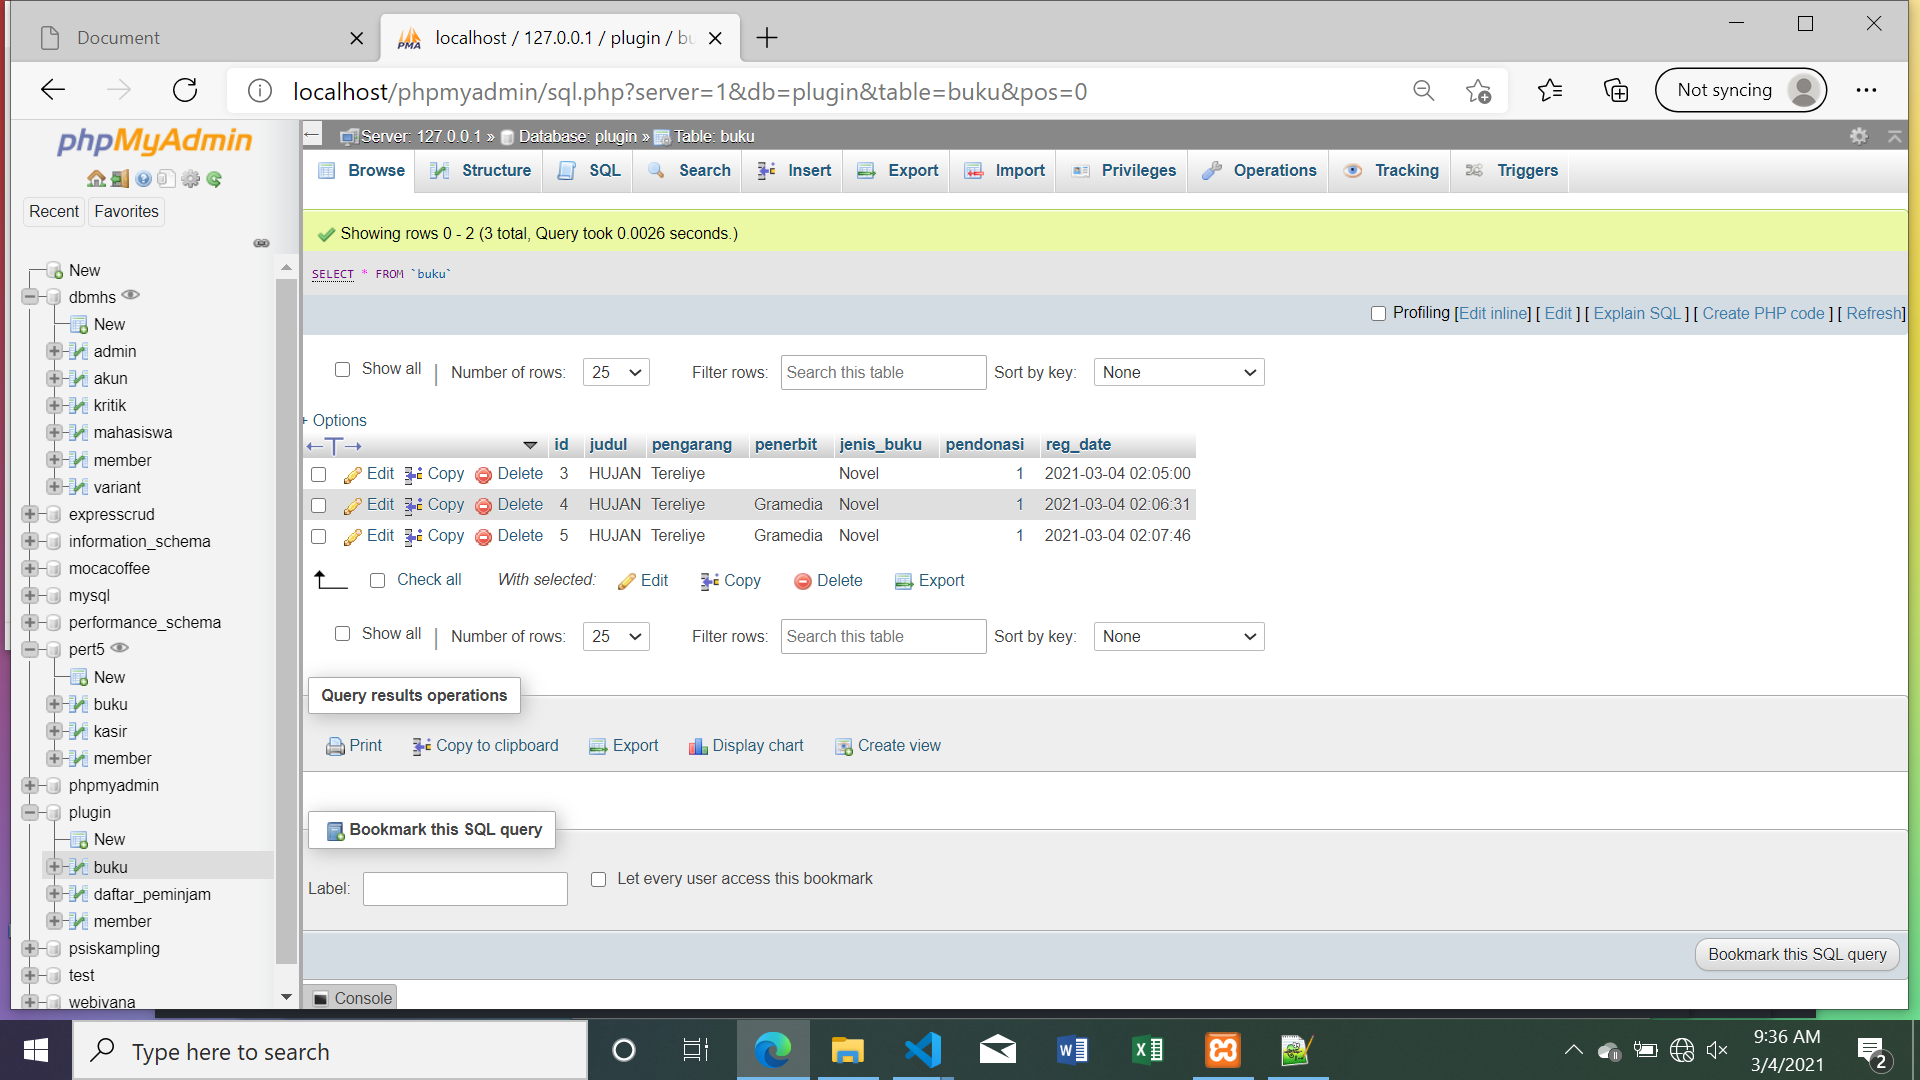 Document
localhost / 127.0.0.1 / plugin / bu
localhost/phpmyadmin/sql.php?server=1&db=plugin&table=buku&pos=0
Not syncing
phpMyAdmin
Recent
Favorites
New
dbmhs
New
admin
akun
kritik
mahasiswa
member
variant
expresscrud
information_schema
mocacoffee
mysql
performance_schema
pert5
New
buku
kasir
member
phpmyadmin
plugin
New
buku
daftar_peminjam
member
psiskampling
test
webivana
Server: 127.0.0.1 » Database: plugin » Table: buku
Browse Structure SQL Search Insert Export Import Privileges Operations Tracking Triggers
Showing rows 0 - 2 (3 total, Query took 0.0026 seconds.)
SELECT * FROM `buku`
Profiling [Edit inline] [ Edit ] [ Explain SQL ] [ Create PHP code ] [ Refresh]
Show all | Number of rows: 25 Filter rows: Search this table Sort by key: None
+ Options
id judul pengarang penerbit jenis_buku pendonasi reg_date
Edit Copy Delete 3 HUJAN Tereliye Novel 1 2021-03-04 02:05:00
Edit Copy Delete 4 HUJAN Tereliye Gramedia Novel 1 2021-03-04 02:06:31
Edit Copy Delete 5 HUJAN Tereliye Gramedia Novel 1 2021-03-04 02:07:46
Check all With selected: Edit Copy Delete Export
Show all | Number of rows: 25 Filter rows: Search this table Sort by key: None
Query results operations
Print Copy to clipboard Export Display chart Create view
Bookmark this SQL query
Label: Let every user access this bookmark
Bookmark this SQL query
Console
Type here to search
9:36 AM
3/4/2021
2